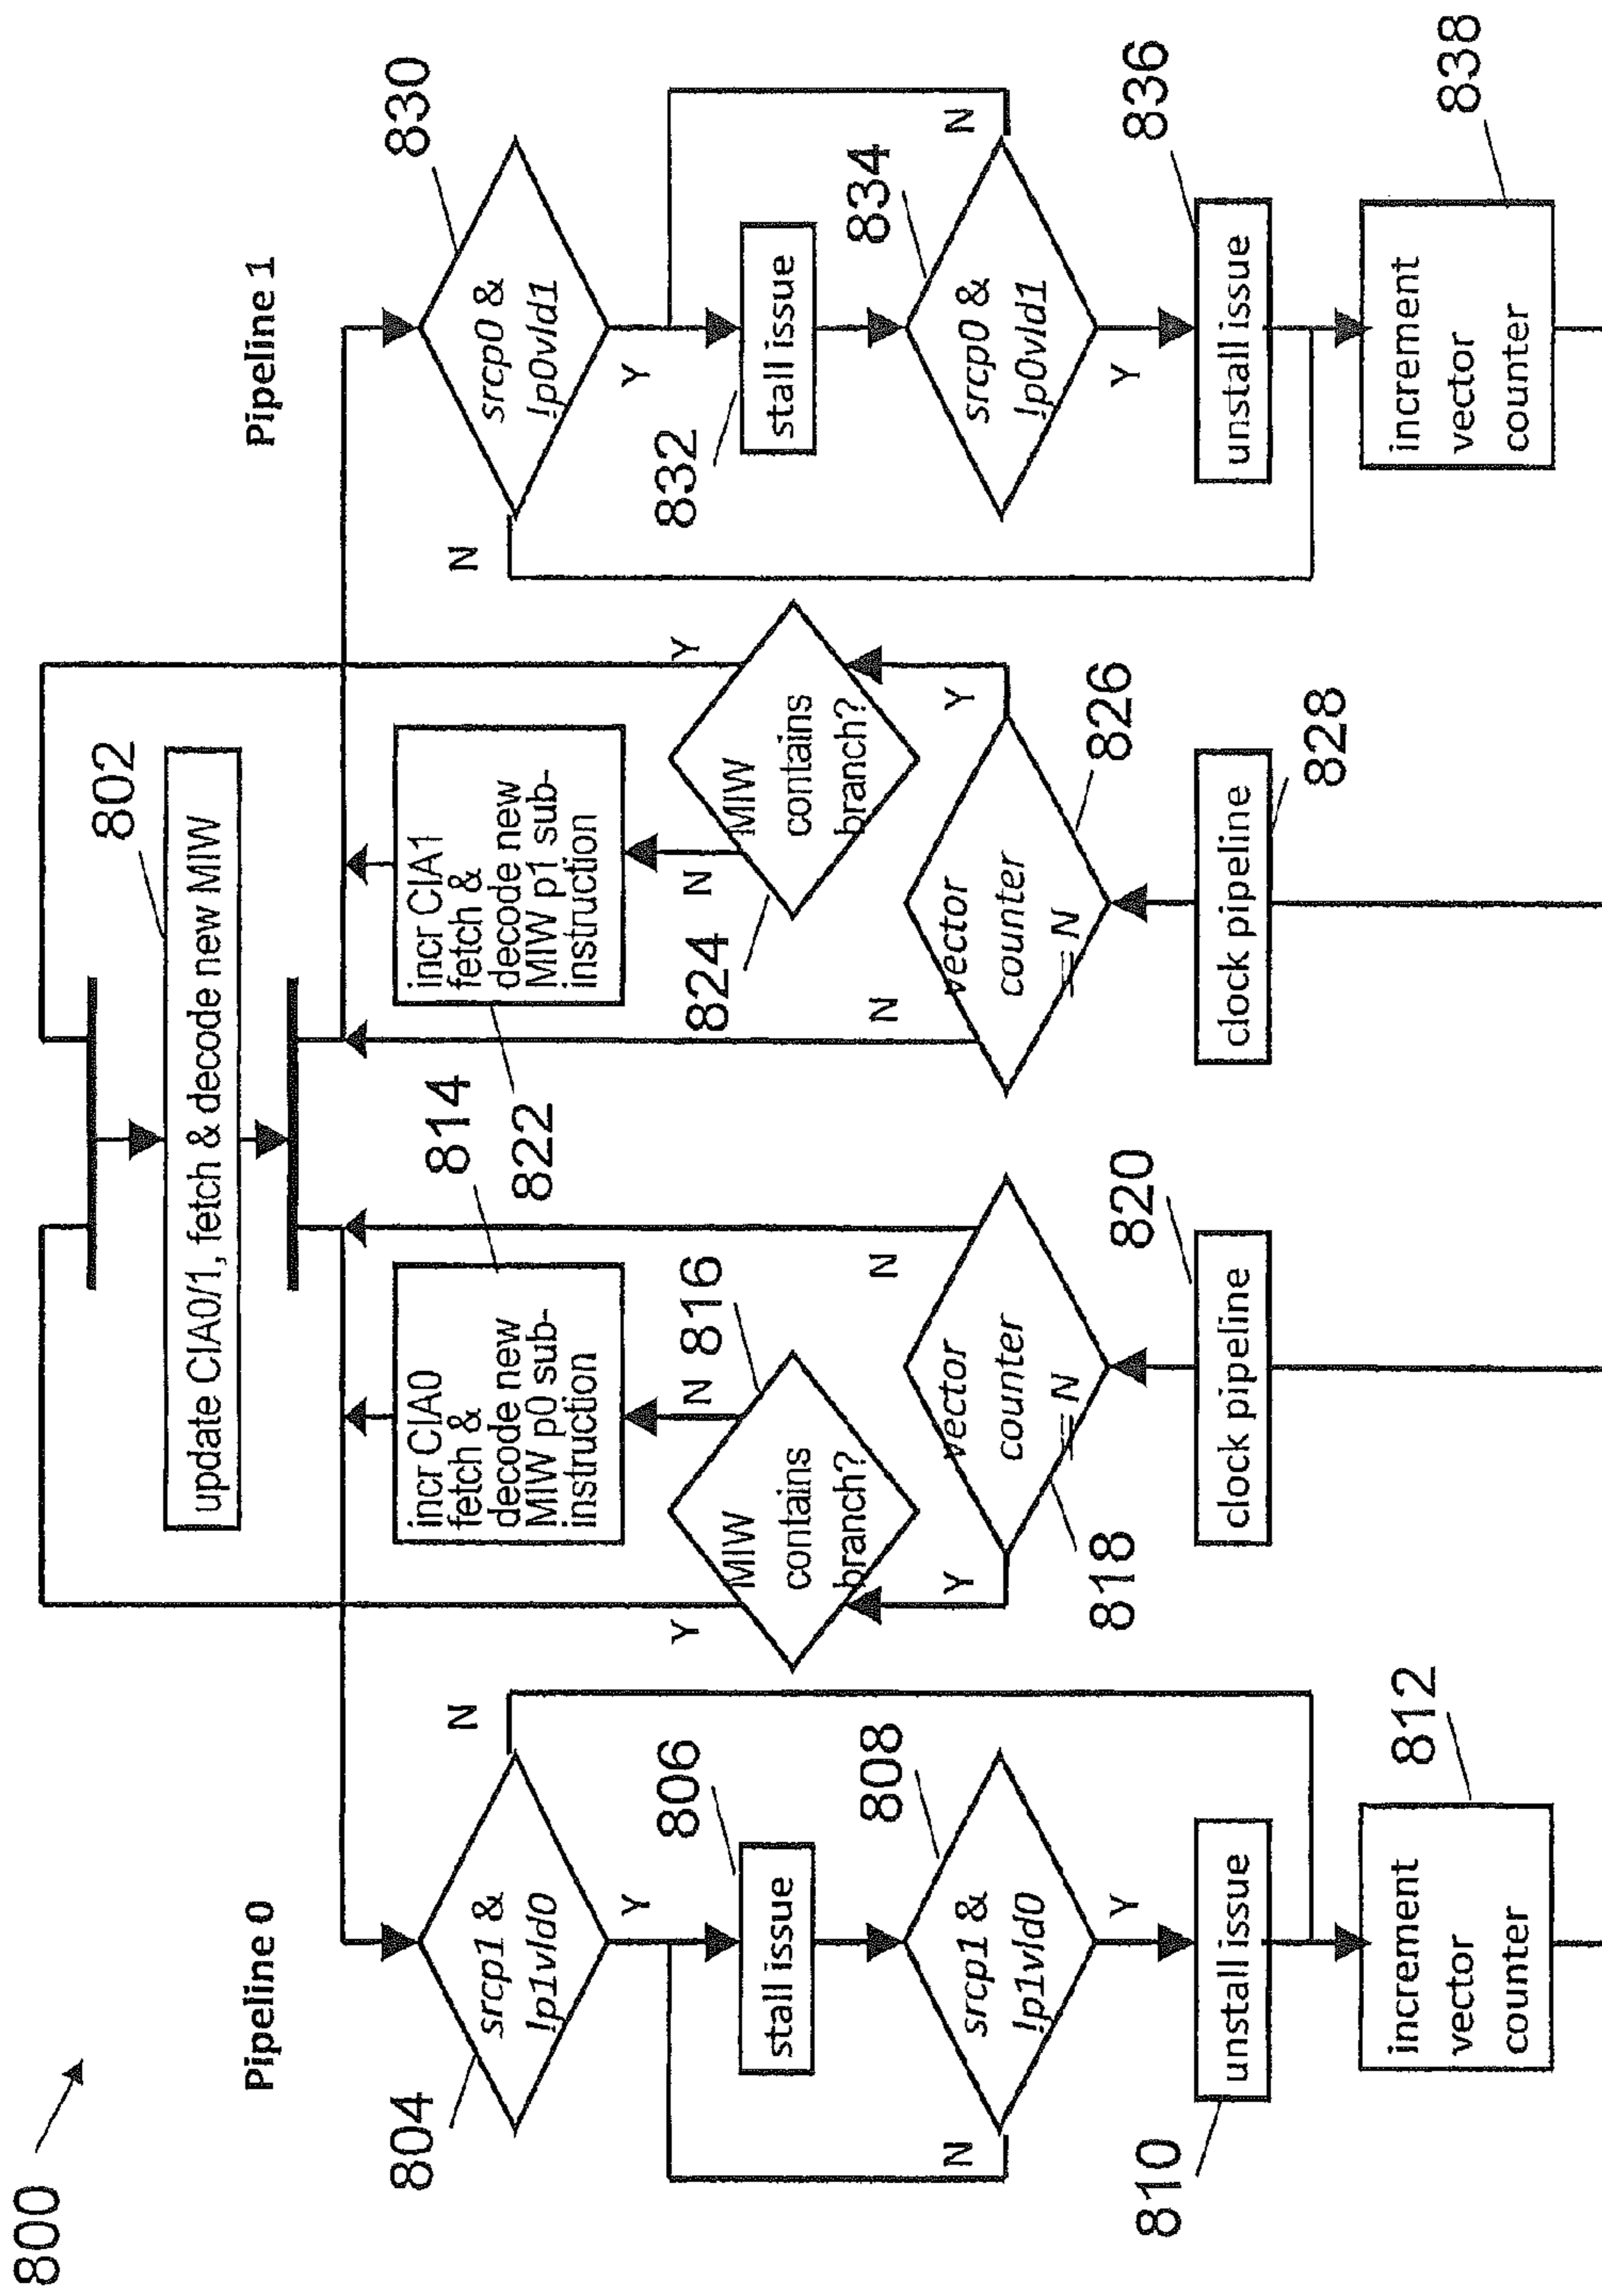 800
802
update CIA0/1, fetch & decode new MIW
Pipeline 0
Pipeline 1
804
srcp1 &
!p1vld0
N
Y
806
stall issue
808
srcp1 &
!p1vld0
N
Y
810
unstall issue
812
increment
vector
counter
814
incr CIA0
fetch &
decode new
MIW p0 sub-
instruction
816
N
Y
MIW
contains
branch?
818
Y
N
vector
counter
==N
820
clock pipeline
822
incr CIA1
fetch &
decode new
MIW p1 sub-
instruction
824
N
Y
MIW
contains
branch?
826
N
Y
vector
counter
==N
828
clock pipeline
830
srcp0 &
!p0vld1
N
Y
832
stall issue
834
srcp0 &
!p0vld1
N
Y
836
unstall issue
838
increment
vector
counter